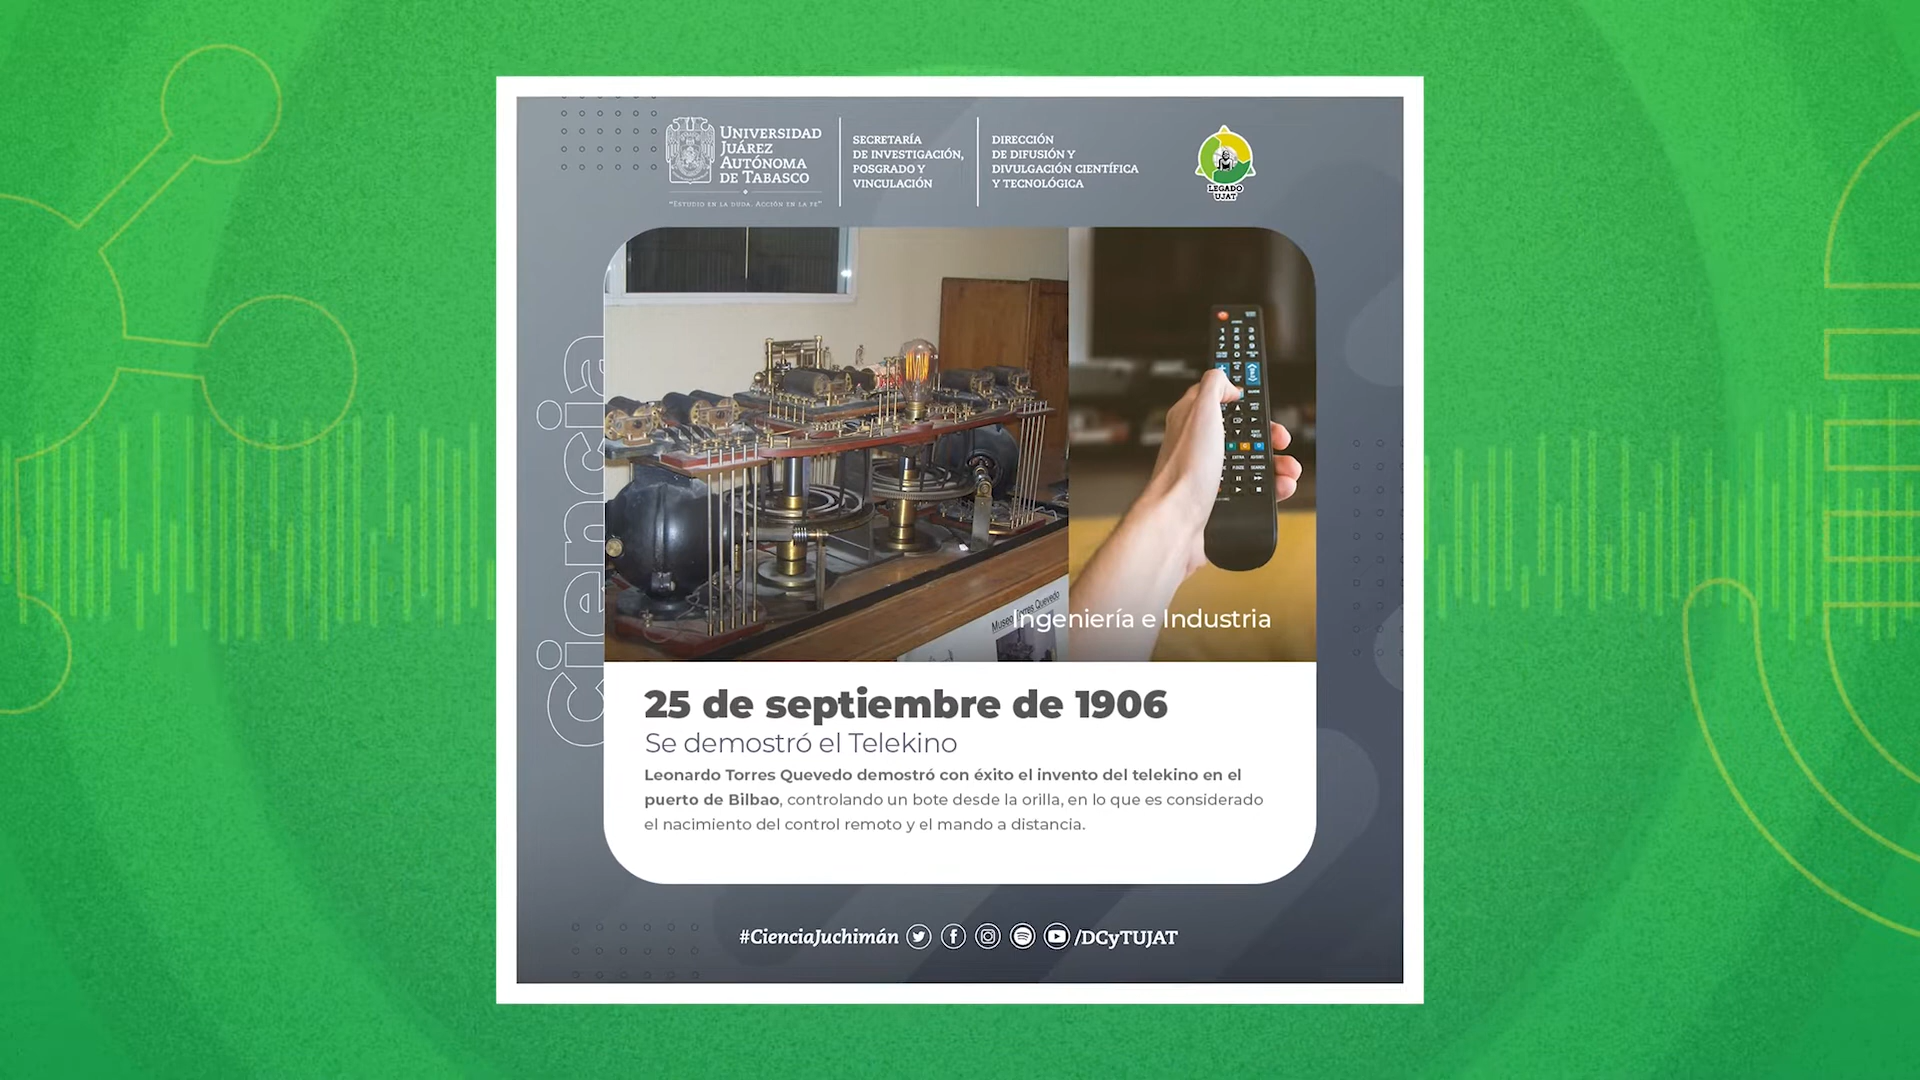 UNIVERSIDAD
JUÁREZ
AUTÓNOMA
DE TABASCO
"ESTUDIO EN LA DUDA. ACCIÓN EN LA FE"
SECRETARÍA
DE INVESTIGACIÓN,
POSGRADO Y
VINCULACIÓN
DIRECCIÓN
DE DIFUSIÓN Y
DIVULGACIÓN CIENTÍFICA
Y TECNOLÓGICA
LEGADO
UJAT
Ciencia
Museo Torres Quevedo
Ingeniería e Industria
25 de septiembre de 1906
Se demostró el Telekino
Leonardo Torres Quevedo demostró con éxito el invento del telekino en el
puerto de Bilbao, controlando un bote desde la orilla, en lo que es considerado
el nacimiento del control remoto y el mando a distancia.
#CienciaJuchimán /DCyTUJAT